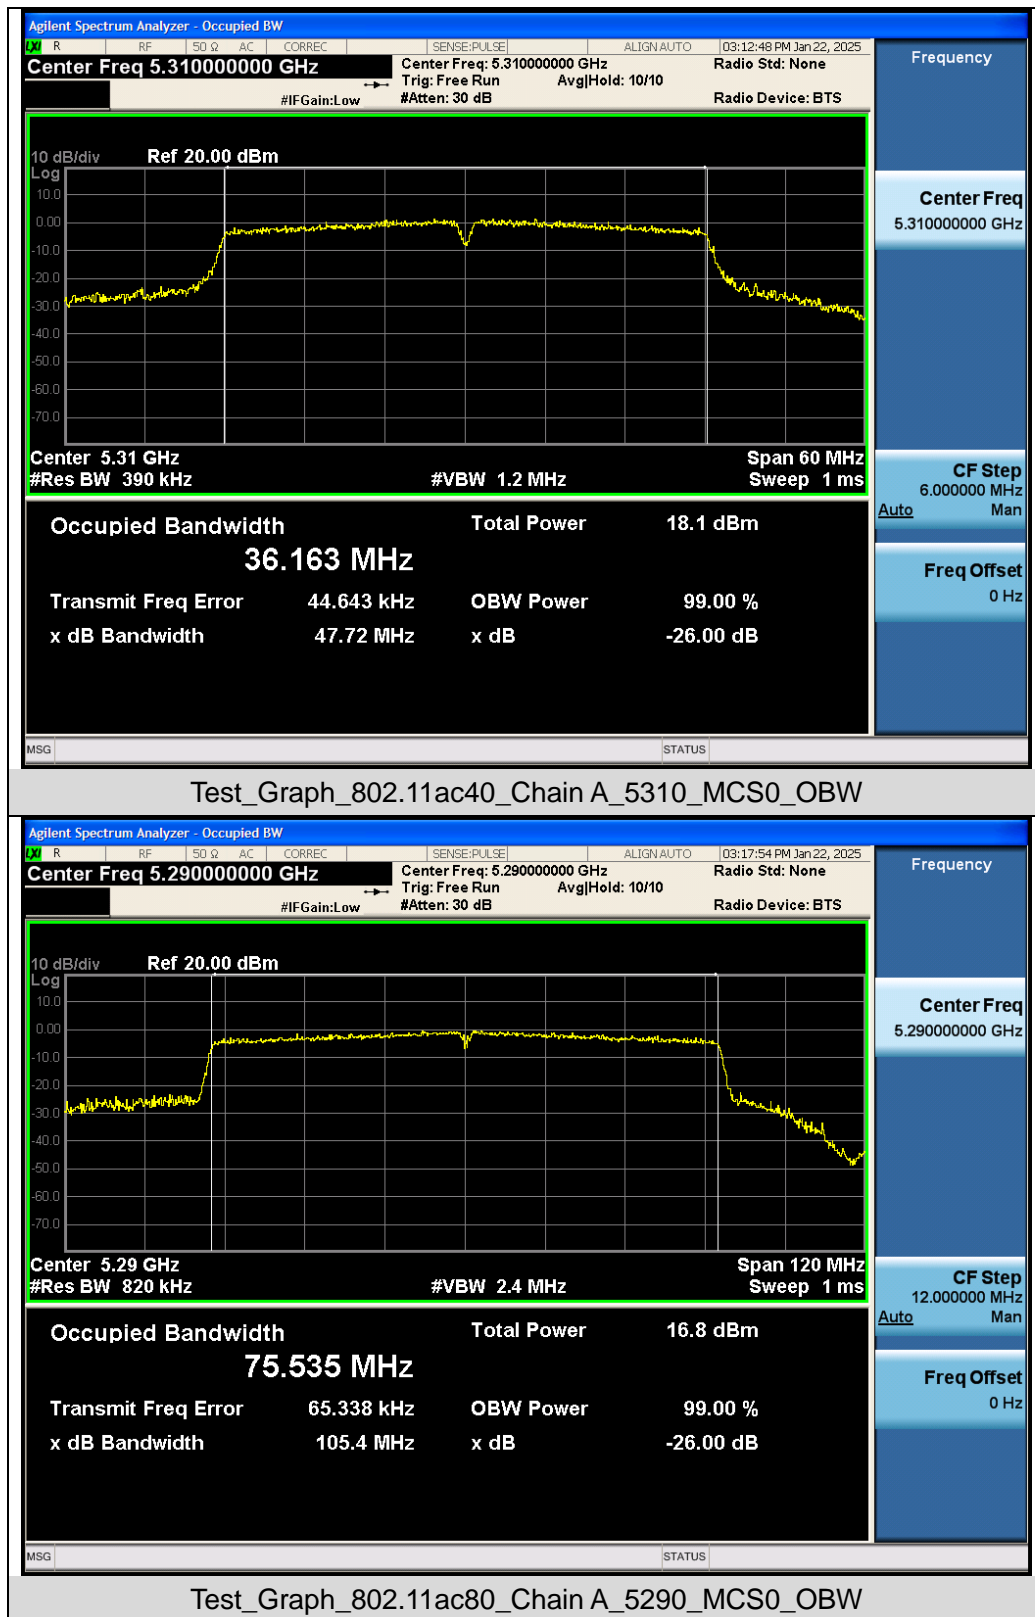 Agilent Spectrum Analyzer - Occupied BW
LXI R RF 50 Ω AC CORREC SENSE:PULSE ALIGN AUTO 03:12:48 PM Jan 22, 2025
Center Freq 5.310000000 GHz
Center Freq: 5.310000000 GHz Radio Std: None
Trig: Free Run Avg|Hold: 10/10
#IFGain:Low #Atten: 30 dB Radio Device: BTS
10 dB/div Ref 20.00 dBm
Log
10.0
0.00
-10.0
-20.0
-30.0
-40.0
-50.0
-60.0
-70.0
Center 5.31 GHz Span 60 MHz
#Res BW 390 kHz #VBW 1.2 MHz Sweep 1 ms
Occupied Bandwidth Total Power 18.1 dBm
36.163 MHz
Transmit Freq Error 44.643 kHz OBW Power 99.00 %
x dB Bandwidth 47.72 MHz x dB -26.00 dB
MSG STATUS
Frequency
Center Freq
5.310000000 GHz
CF Step
6.000000 MHz
Auto Man
Freq Offset
0 Hz
Test_Graph_802.11ac40_Chain A_5310_MCS0_OBW
Agilent Spectrum Analyzer - Occupied BW
LXI R RF 50 Ω AC CORREC SENSE:PULSE ALIGN AUTO 03:17:54 PM Jan 22, 2025
Center Freq 5.290000000 GHz
Center Freq: 5.290000000 GHz Radio Std: None
Trig: Free Run Avg|Hold: 10/10
#IFGain:Low #Atten: 30 dB Radio Device: BTS
10 dB/div Ref 20.00 dBm
Log
10.0
0.00
-10.0
-20.0
-30.0
-40.0
-50.0
-60.0
-70.0
Center 5.29 GHz Span 120 MHz
#Res BW 820 kHz #VBW 2.4 MHz Sweep 1 ms
Occupied Bandwidth Total Power 16.8 dBm
75.535 MHz
Transmit Freq Error 65.338 kHz OBW Power 99.00 %
x dB Bandwidth 105.4 MHz x dB -26.00 dB
MSG STATUS
Frequency
Center Freq
5.290000000 GHz
CF Step
12.000000 MHz
Auto Man
Freq Offset
0 Hz
Test_Graph_802.11ac80_Chain A_5290_MCS0_OBW